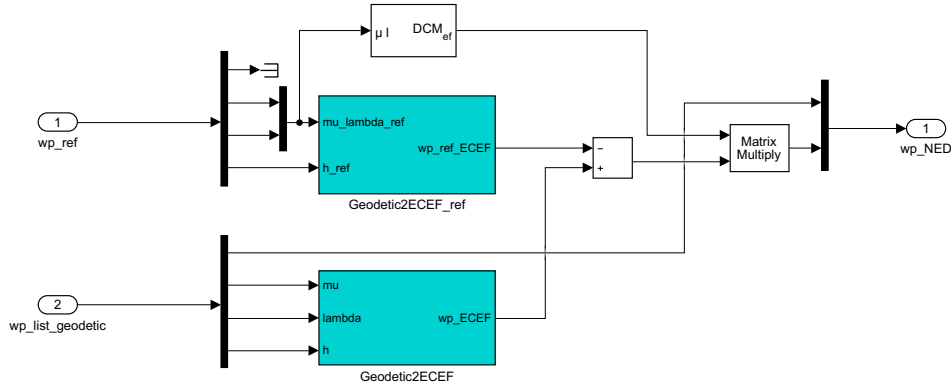 µ l
DCM
ef
1
wp_ref
mu_lambda_ref
wp_ref_ECEF
h_ref
Geodetic2ECEF_ref
−
+
Matrix
Multiply
1
wp_NED
2
wp_list_geodetic
mu
lambda
wp_ECEF
h
Geodetic2ECEF